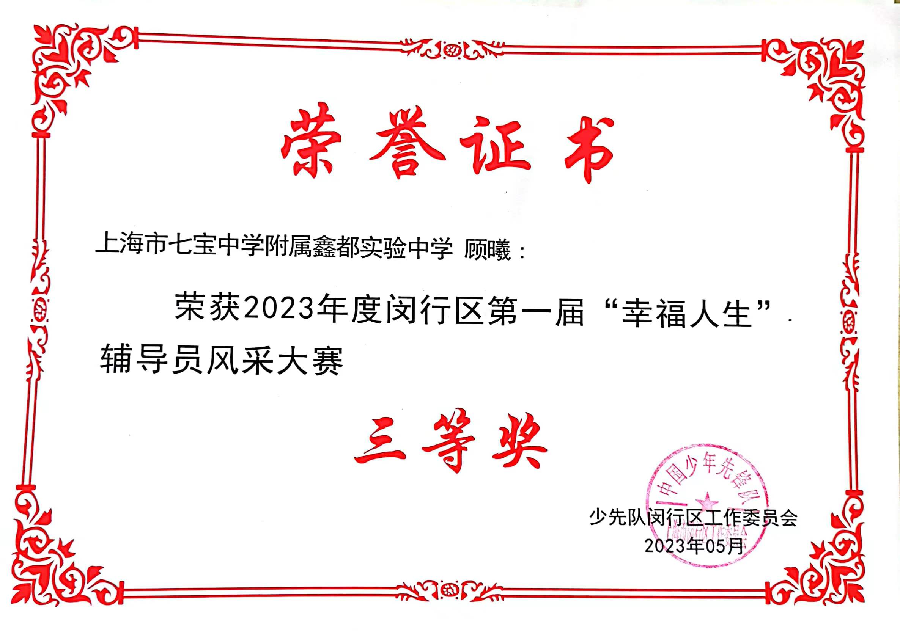 荣誉证书
上海市七宝中学附属鑫都实验中学 顾曦：
荣获2023年度闵行区第一届“幸福人生”
辅导员风采大赛
三等奖
中国少年先锋队
少先队闵行区工作委员会
2023年05月